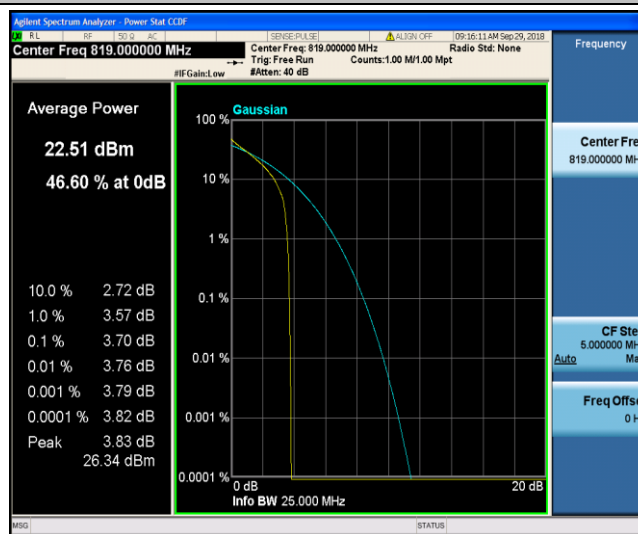 Agilent Spectrum Analyzer - Power Stat CCDF
RL RF 50 Ω AC SENSE:PULSE ALIGN OFF 09:16:11 AM Sep 29, 2018
Center Freq 819.000000 MHz
Center Freq: 819.000000 MHz Radio Std: None
Trig: Free Run Counts:1.00 M/1.00 Mpt
#IFGain:Low #Atten: 40 dB
Frequency
Average Power
22.51 dBm
46.60 % at 0dB
10.0 % 2.72 dB
1.0 % 3.57 dB
0.1 % 3.70 dB
0.01 % 3.76 dB
0.001 % 3.79 dB
0.0001 % 3.82 dB
Peak 3.83 dB
26.34 dBm
Gaussian
100 %
10 %
1 %
0.1 %
0.01 %
0.001 %
0.0001 %
0 dB 20 dB
Info BW 25.000 MHz
Center Fre
819.000000 MH
CF Ste
5.000000 MH
Auto Ma
Freq Offs
0 H
MSG STATUS